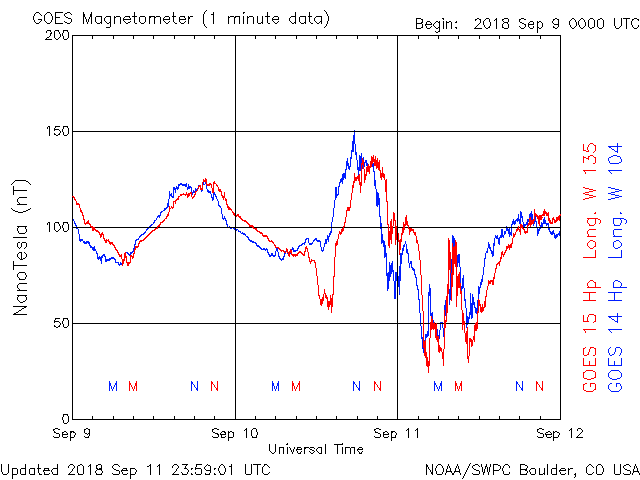 GOES Magnetometer (1 minute data)
Begin: 2018 Sep 9 0000 UTC
200
150
100
50
0
NanoTesla (nT)
M M N N M M N N M M N N
Sep 9 Sep 10 Sep 11 Sep 12
Universal Time
GOES 15 Hp Long. W 135
GOES 14 Hp Long. W 104
Updated 2018 Sep 11 23:59:01 UTC
NOAA/SWPC Boulder, CO USA